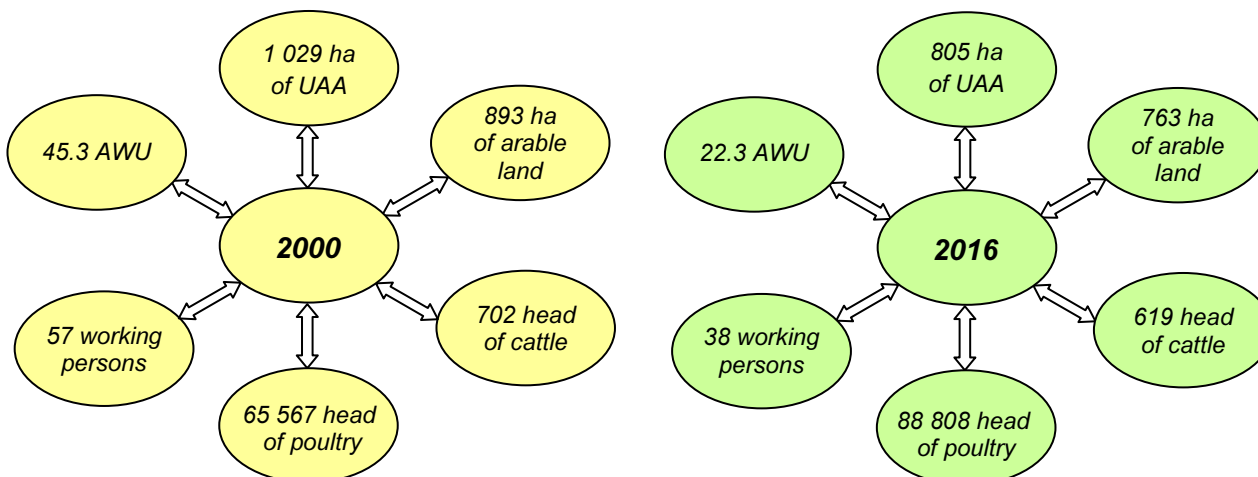 1 029 ha
of UAA
893 ha
of arable
land
45.3 AWU
2000
57 working
persons
702 head
of cattle
65 567 head
of poultry
805 ha
of UAA
763 ha
of arable
land
22.3 AWU
2016
38 working
persons
619 head
of cattle
88 808 head
of poultry